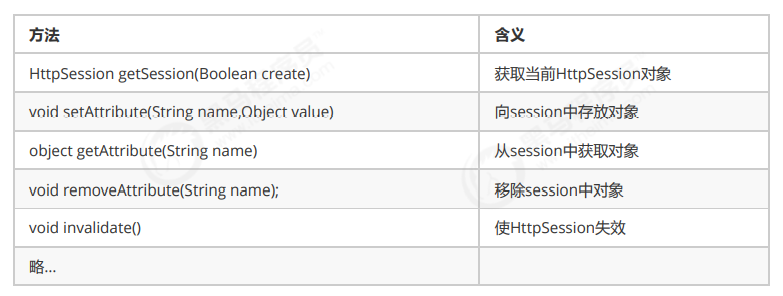 方法 含义
HttpSession getSession(Boolean create) 获取当前HttpSession对象
void setAttribute(String name,Object value) 向session中存放对象
object getAttribute(String name) 从session中获取对象
void removeAttribute(String name); 移除session中对象
void invalidate() 使HttpSession失效
略...